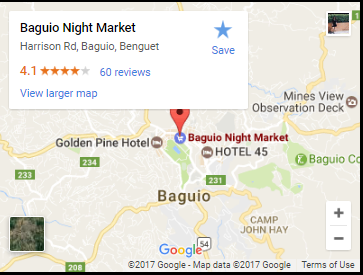 Baguio Night Market
Harrison Rd, Baguio, Benguet
Save
4.1 60 reviews
View larger map
Mines View
Observation Deck
Baguio Night Market
Golden Pine Hotel
HOTEL 45
Baguio Co
233
234
231
Baguio
CAMP
JOHN HAY
+
−
Google
54
©2017 Google - Map data ©2017 Google Terms of Use